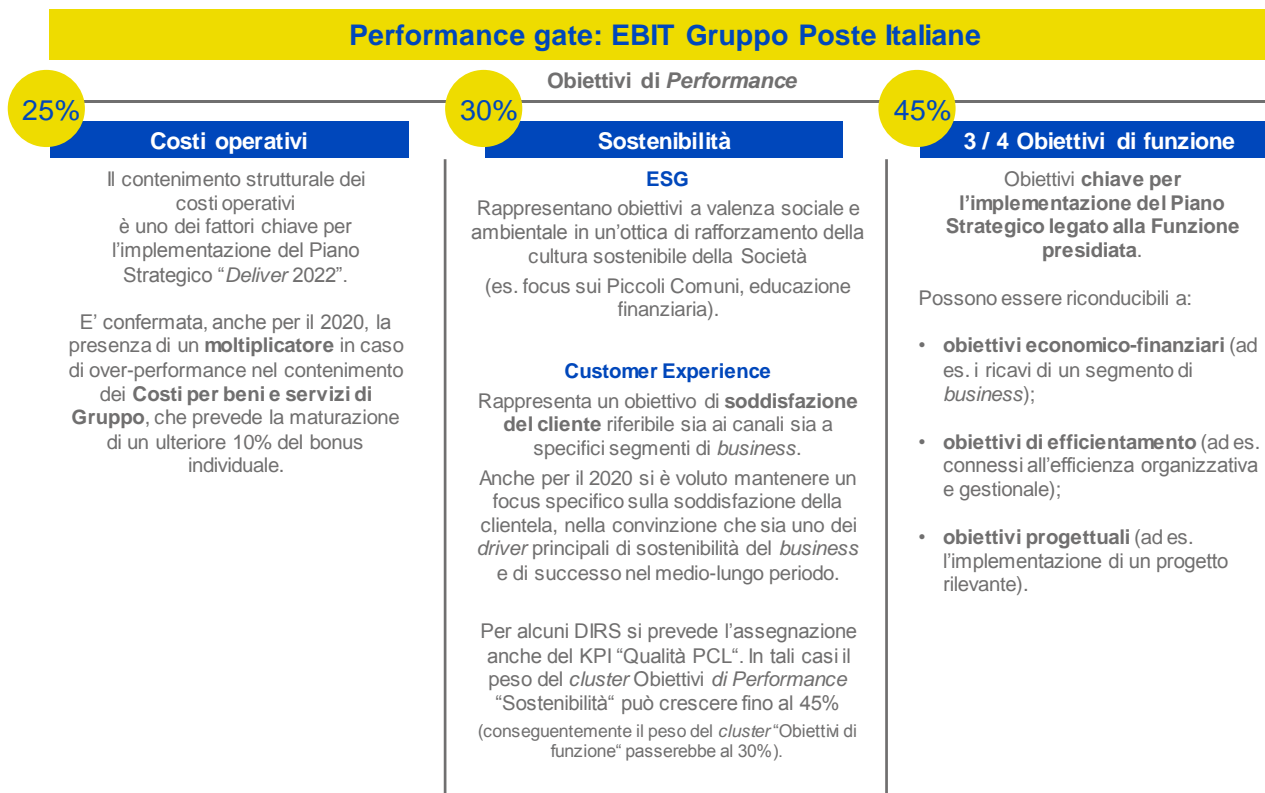 Performance gate: EBIT Gruppo Poste Italiane
Obiettivi di Performance
25%
Costi operativi
Il contenimento strutturale dei
costi operativi
è uno dei fattori chiave per
l'implementazione del Piano
Strategico "Deliver 2022".
E' confermata, anche per il 2020, la
presenza di un moltiplicatore in caso
di over-performance nel contenimento
dei Costi per beni e servizi di
Gruppo, che prevede la maturazione
di un ulteriore 10% del bonus
individuale.
30%
Sostenibilità
ESG
Rappresentano obiettivi a valenza sociale e
ambientale in un'ottica di rafforzamento della
cultura sostenibile della Società
(es. focus sui Piccoli Comuni, educazione
finanziaria).
Customer Experience
Rappresenta un obiettivo di soddisfazione
del cliente riferibile sia ai canali sia a
specifici segmenti di business.
Anche per il 2020 si è voluto mantenere un
focus specifico sulla soddisfazione della
clientela, nella convinzione che sia uno dei
driver principali di sostenibilità del business
e di successo nel medio-lungo periodo.
Per alcuni DIRS si prevede l'assegnazione
anche del KPI "Qualità PCL“. In tali casi il
peso del cluster Obiettivi di Performance
"Sostenibilità“ può crescere fino al 45%
(conseguentemente il peso del cluster "Obiettivi di
funzione“ passerebbe al 30%).
45%
3 / 4 Obiettivi di funzione
Obiettivi chiave per
l'implementazione del Piano
Strategico legato alla Funzione
presidiata.
Possono essere riconducibili a:
• obiettivi economico-finanziari (ad
es. i ricavi di un segmento di
business);
• obiettivi di efficientamento (ad es.
connessi all'efficienza organizzativa
e gestionale);
• obiettivi progettuali (ad es.
l'implementazione di un progetto
rilevante).